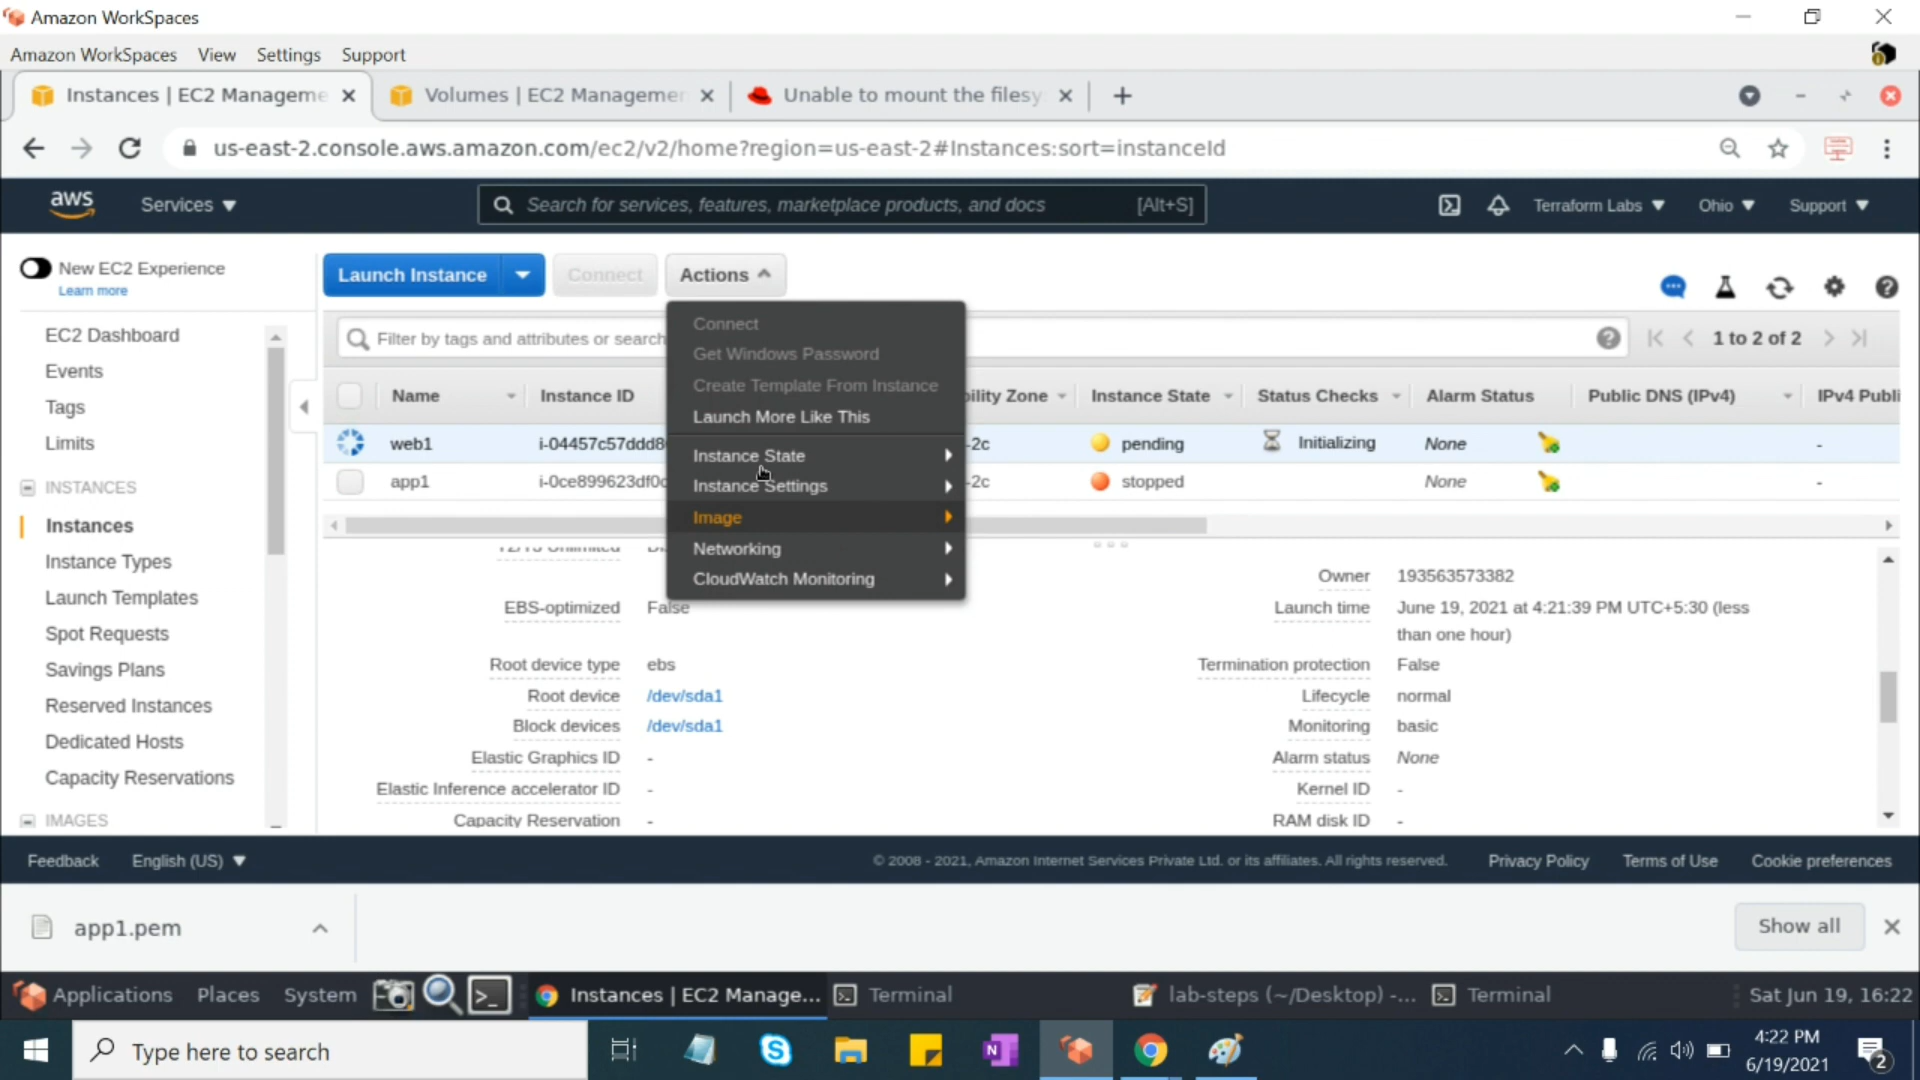 Amazon WorkSpaces
Amazon WorkSpaces View Settings Support
Instances | EC2 Manageme
Volumes | EC2 Managemen
Unable to mount the filesy
us-east-2.console.aws.amazon.com/ec2/v2/home?region=us-east-2#Instances:sort=instanceId
aws Services
Search for services, features, marketplace products, and docs [Alt+S]
Terraform Labs Ohio Support
New EC2 Experience
Learn more
EC2 Dashboard
Events
Tags
Limits
INSTANCES
Instances
Instance Types
Launch Templates
Spot Requests
Savings Plans
Reserved Instances
Dedicated Hosts
Capacity Reservations
IMAGES
Launch Instance Connect Actions
Connect
Get Windows Password
Create Template From Instance
Launch More Like This
Instance State
Instance Settings
Image
Networking
CloudWatch Monitoring
Filter by tags and attributes or search
1 to 2 of 2
Name Instance ID bility Zone Instance State Status Checks Alarm Status Public DNS (IPv4) IPv4 Publi
web1 i-04457c57ddd8 -2c pending Initializing None -
app1 i-0ce899623df0 -2c stopped None -
EBS-optimized False
Root device type ebs
Root device /dev/sda1
Block devices /dev/sda1
Elastic Graphics ID -
Elastic Inference accelerator ID -
Capacity Reservation -
Owner 193563573382
Launch time June 19, 2021 at 4:21:39 PM UTC+5:30 (less
than one hour)
Termination protection False
Lifecycle normal
Monitoring basic
Alarm status None
Kernel ID -
RAM disk ID -
Feedback English (US) © 2008 - 2021, Amazon Internet Services Private Ltd. or its affiliates. All rights reserved. Privacy Policy Terms of Use Cookie preferences
app1.pem Show all
Applications Places System Instances | EC2 Manage... Terminal lab-steps (~/Desktop) -... Terminal Sat Jun 19, 16:22
Type here to search
4:22 PM
6/19/2021
2